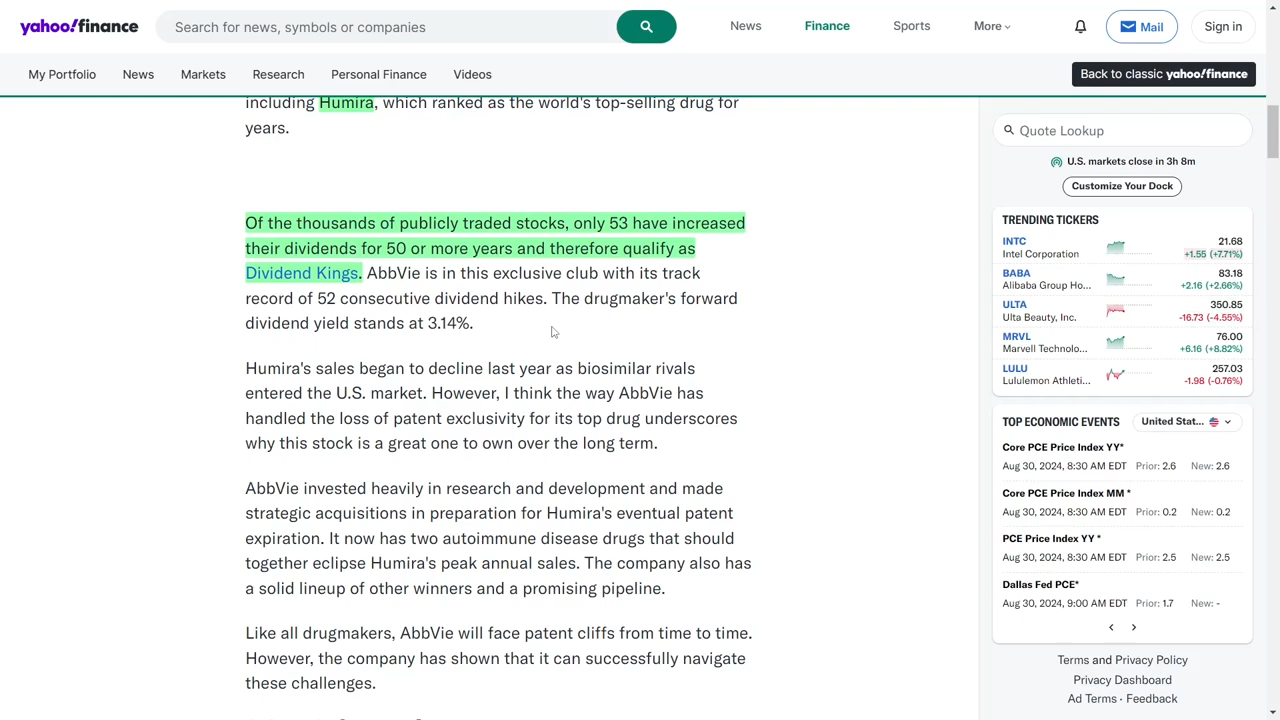 yahoo!finance
Search for news, symbols or companies
News
Finance
Sports
More
Mail
Sign in
My Portfolio
News
Markets
Research
Personal Finance
Videos
Back to classic yahoo!finance
including Humira, which ranked as the world's top-selling drug for
years.
Of the thousands of publicly traded stocks, only 53 have increased
their dividends for 50 or more years and therefore qualify as
Dividend Kings. AbbVie is in this exclusive club with its track
record of 52 consecutive dividend hikes. The drugmaker's forward
dividend yield stands at 3.14%.
Humira's sales began to decline last year as biosimilar rivals
entered the U.S. market. However, I think the way AbbVie has
handled the loss of patent exclusivity for its top drug underscores
why this stock is a great one to own over the long term.
AbbVie invested heavily in research and development and made
strategic acquisitions in preparation for Humira's eventual patent
expiration. It now has two autoimmune disease drugs that should
together eclipse Humira's peak annual sales. The company also has
a solid lineup of other winners and a promising pipeline.
Like all drugmakers, AbbVie will face patent cliffs from time to time.
However, the company has shown that it can successfully navigate
these challenges.
Quote Lookup
U.S. markets close in 3h 8m
Customize Your Dock
TRENDING TICKERS
INTC 21.68
Intel Corporation +1.55 (+7.71%)
BABA 83.18
Alibaba Group Ho... +2.16 (+2.66%)
ULTA 350.85
Ulta Beauty, Inc. -16.73 (-4.55%)
MRVL 76.00
Marvell Technolo... +6.16 (+8.82%)
LULU 257.03
Lululemon Athleti... -1.98 (-0.76%)
TOP ECONOMIC EVENTS United Stat...
Core PCE Price Index YY*
Aug 30, 2024, 8:30 AM EDT Prior: 2.6 New: 2.6
Core PCE Price Index MM *
Aug 30, 2024, 8:30 AM EDT Prior: 0.2 New: 0.2
PCE Price Index YY *
Aug 30, 2024, 8:30 AM EDT Prior: 2.5 New: 2.5
Dallas Fed PCE*
Aug 30, 2024, 9:00 AM EDT Prior: 1.7 New: -
Terms and Privacy Policy
Privacy Dashboard
Ad Terms · Feedback